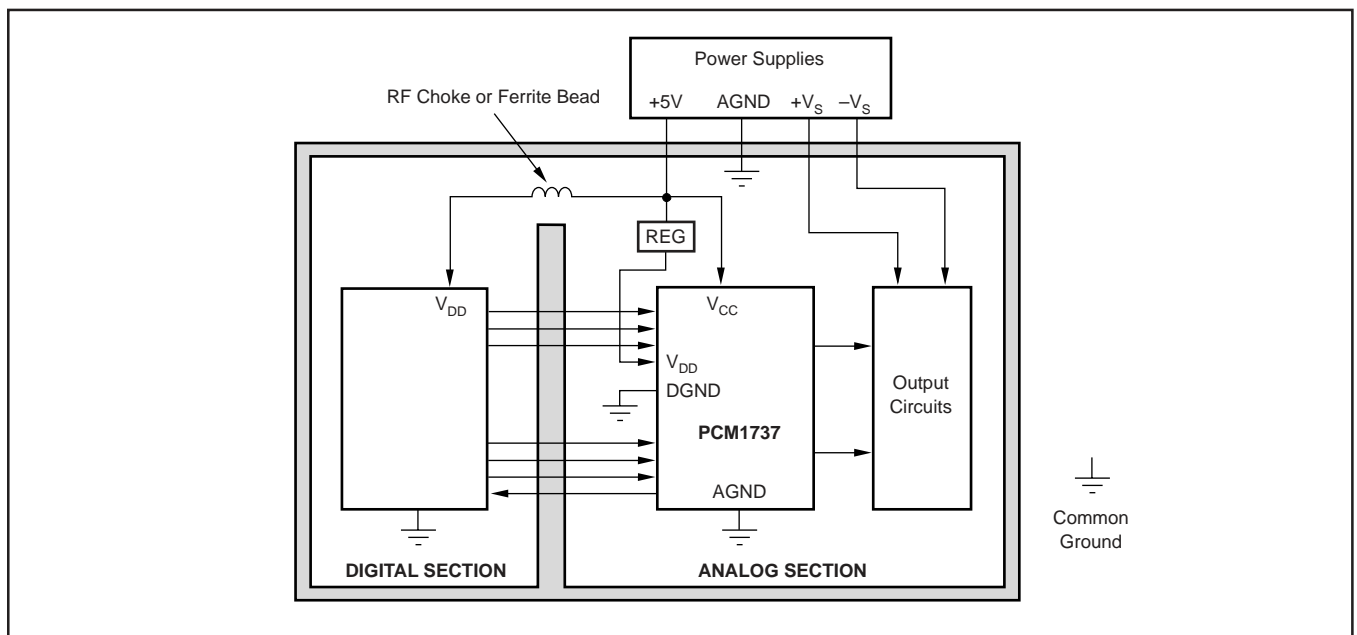 Power Supplies
RF Choke or Ferrite Bead
+5V AGND +VS –VS
REG
VDD
VCC
VDD
DGND
Output
Circuits
PCM1737
AGND
Common
Ground
DIGITAL SECTION
ANALOG SECTION